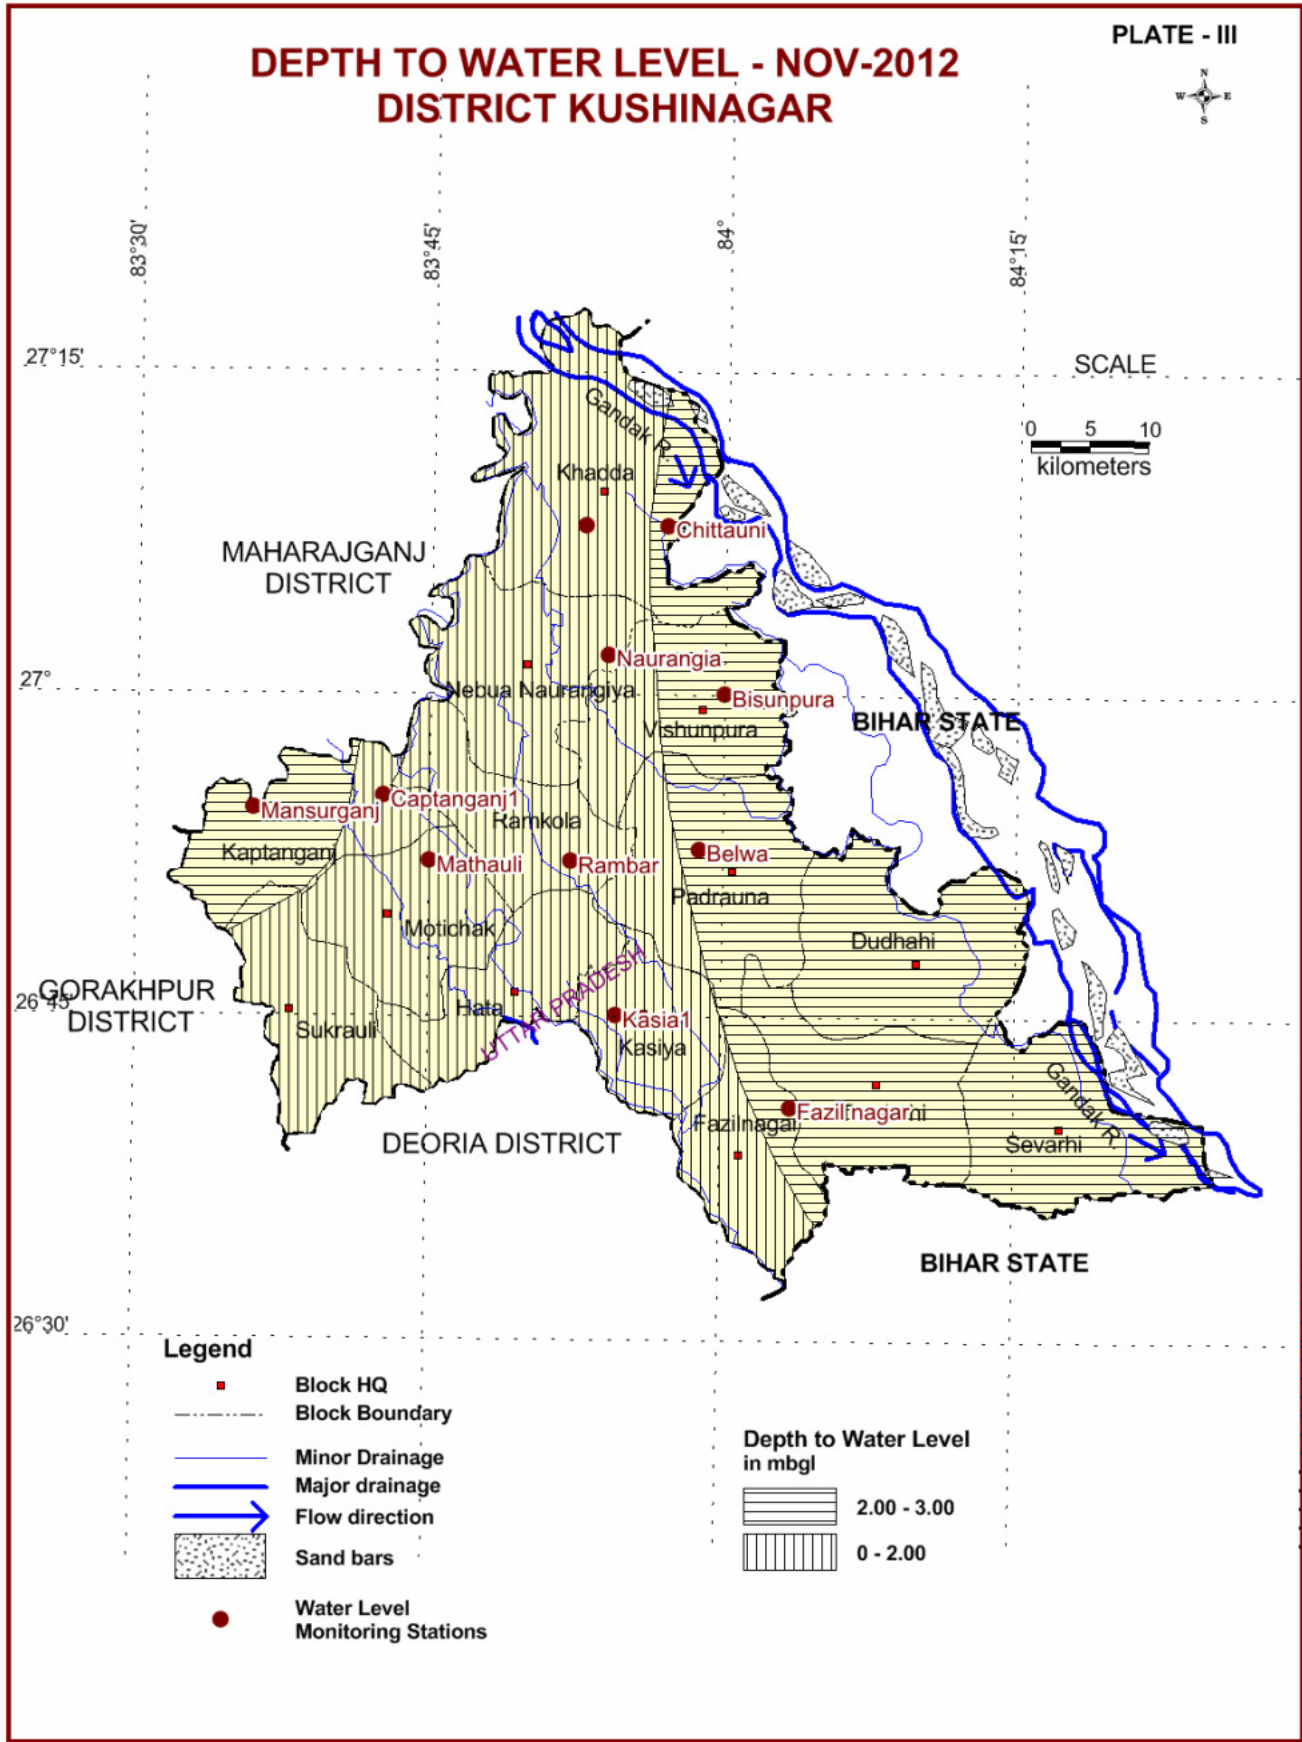 PLATE - III
DEPTH TO WATER LEVEL - NOV-2012
DISTRICT KUSHINAGAR
N
W
E
S
83°30'
83°45'
84°
84°15'
27°15'
SCALE
0 5 10
kilometers
Gandak R.
Khadda
Chittauni
MAHARAJGANJ
DISTRICT
Naurangia
27°
Nebua Naurangiya
Bisunpura
Vishunpura
BIHAR STATE
Mansurganj
Captanganj1
Ramkola
Kaptanganj
Mathauli
Rambar
Belwa
Padrauna
Motichak
Dudhahi
GORAKHPUR
DISTRICT
26°45'
Hata
UTTAR PRADESH
Sukrauli
Kasia1
Kasiya
Gandak R.
Fazilnagar
Fazilnagar
Sevarhi
DEORIA DISTRICT
BIHAR STATE
26°30'
Legend
Block HQ
Block Boundary
Minor Drainage
Major drainage
Flow direction
Sand bars
Water Level
Monitoring Stations
Depth to Water Level
in mbgl
2.00 - 3.00
0 - 2.00